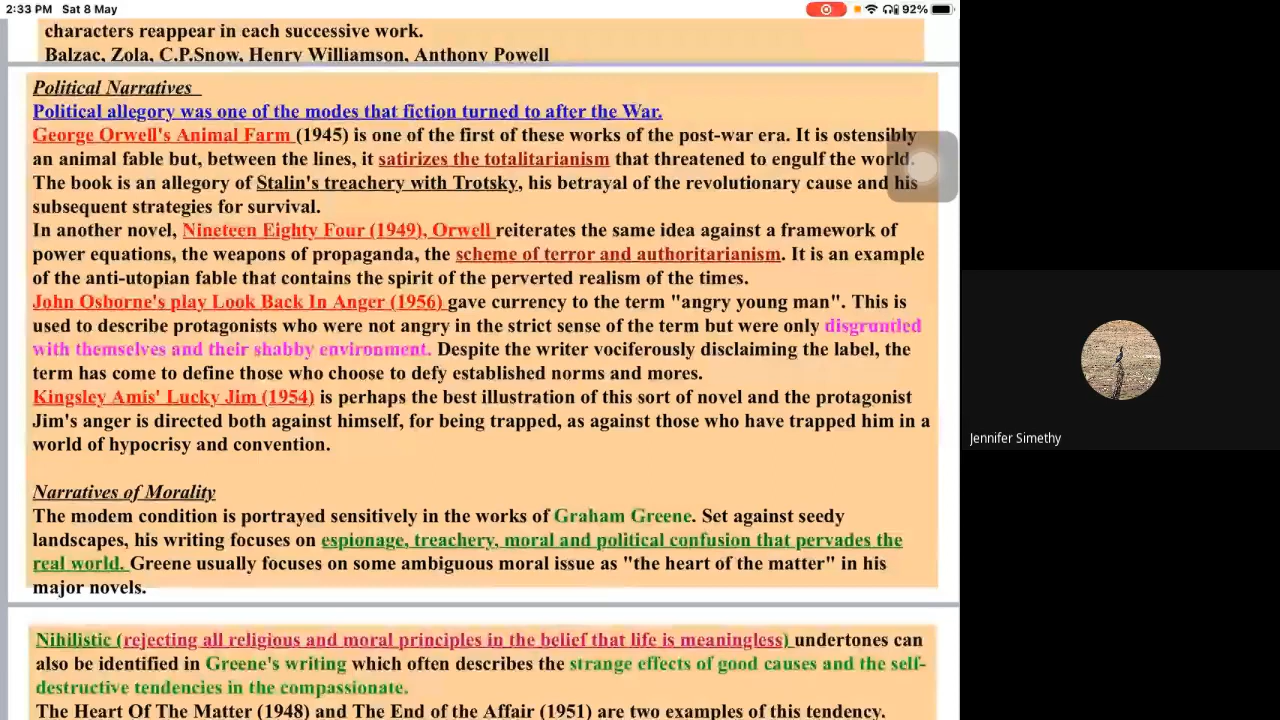 2:33 PM Sat 8 May 92%
characters reappear in each successive work.
Balzac, Zola, C.P.Snow, Henry Williamson, Anthony Powell
Political Narratives
Political allegory was one of the modes that fiction turned to after the War.
George Orwell's Animal Farm (1945) is one of the first of these works of the post-war era. It is ostensibly
an animal fable but, between the lines, it satirizes the totalitarianism that threatened to engulf the world.
The book is an allegory of Stalin's treachery with Trotsky, his betrayal of the revolutionary cause and his
subsequent strategies for survival.
In another novel, Nineteen Eighty Four (1949), Orwell reiterates the same idea against a framework of
power equations, the weapons of propaganda, the scheme of terror and authoritarianism. It is an example
of the anti-utopian fable that contains the spirit of the perverted realism of the times.
John Osborne's play Look Back In Anger (1956) gave currency to the term "angry young man". This is
used to describe protagonists who were not angry in the strict sense of the term but were only disgruntled
with themselves and their shabby environment. Despite the writer vociferously disclaiming the label, the
term has come to define those who choose to defy established norms and mores.
Kingsley Amis' Lucky Jim (1954) is perhaps the best illustration of this sort of novel and the protagonist
Jim's anger is directed both against himself, for being trapped, as against those who have trapped him in a
world of hypocrisy and convention.
Narratives of Morality
The modem condition is portrayed sensitively in the works of Graham Greene. Set against seedy
landscapes, his writing focuses on espionage, treachery, moral and political confusion that pervades the
real world. Greene usually focuses on some ambiguous moral issue as "the heart of the matter" in his
major novels.
Nihilistic (rejecting all religious and moral principles in the belief that life is meaningless) undertones can
also be identified in Greene's writing which often describes the strange effects of good causes and the self-
destructive tendencies in the compassionate.
The Heart Of The Matter (1948) and The End of the Affair (1951) are two examples of this tendency.
Jennifer Simethy